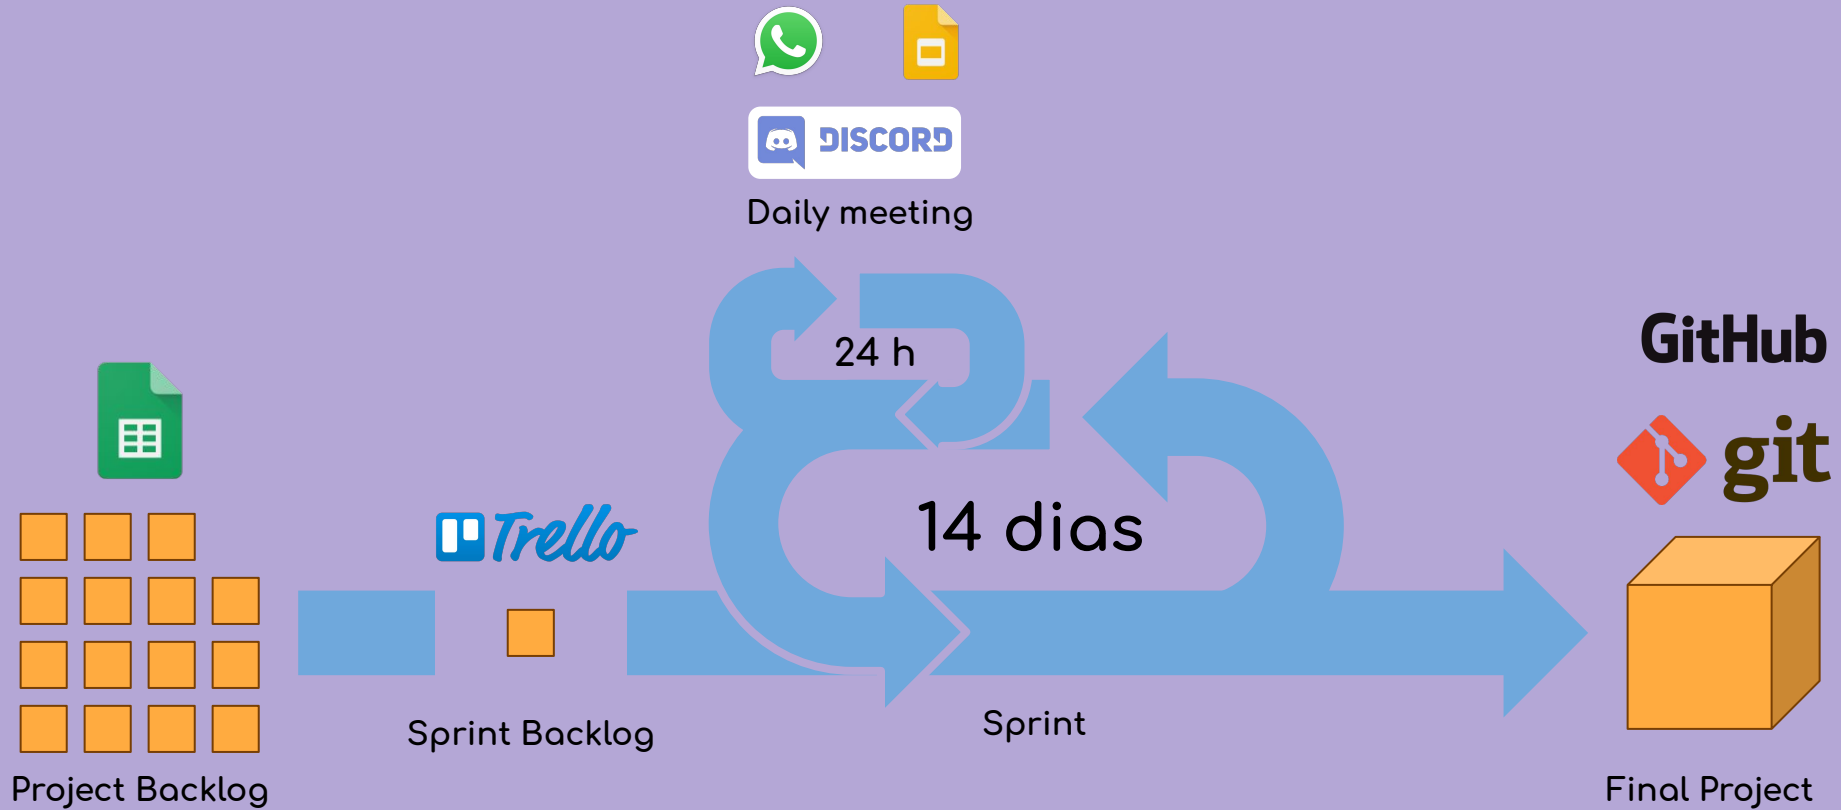 DISCORD
Daily meeting
24 h
GitHub
git
14 dias
Trello
Sprint Backlog
Sprint
Project Backlog
Final Project